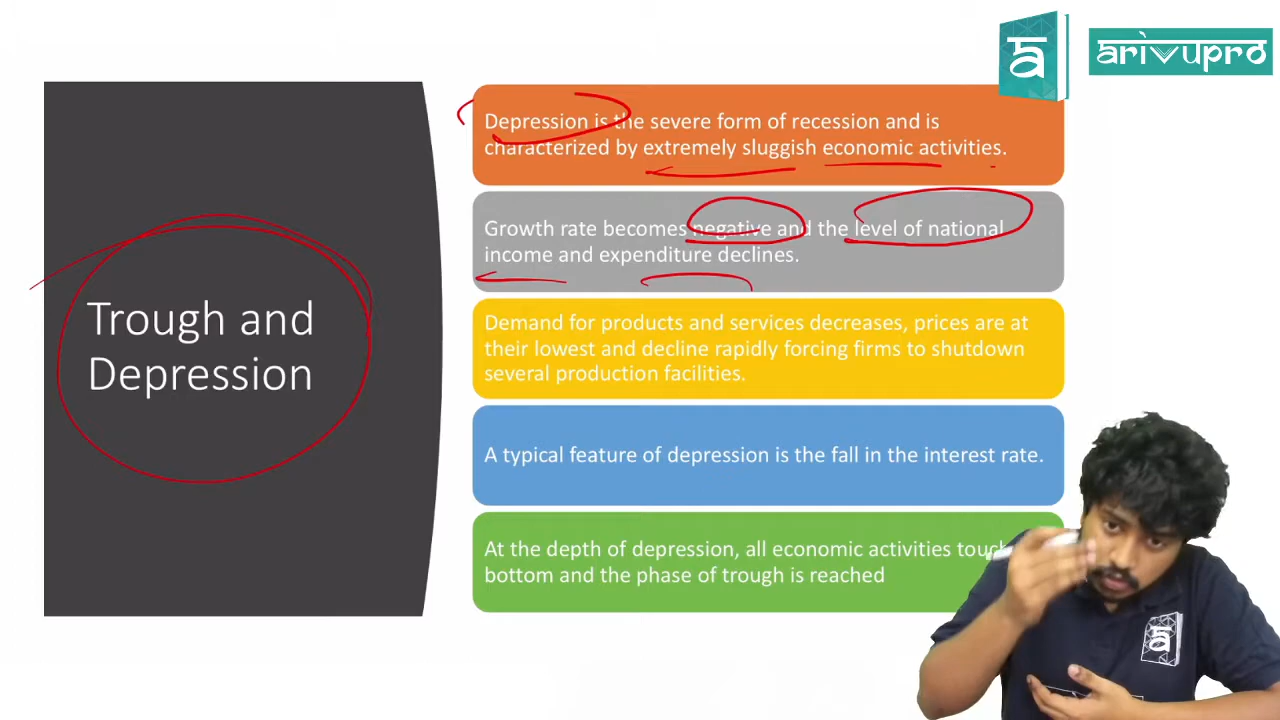 ā
arivupro
Depression is the severe form of recession and is
characterized by extremely sluggish economic activities.
Growth rate becomes negative and the level of national
income and expenditure declines.
Trough and
Depression
Demand for products and services decreases, prices are at
their lowest and decline rapidly forcing firms to shutdown
several production facilities.
A typical feature of depression is the fall in the interest rate.
At the depth of depression, all economic activities touch
bottom and the phase of trough is reached
ā